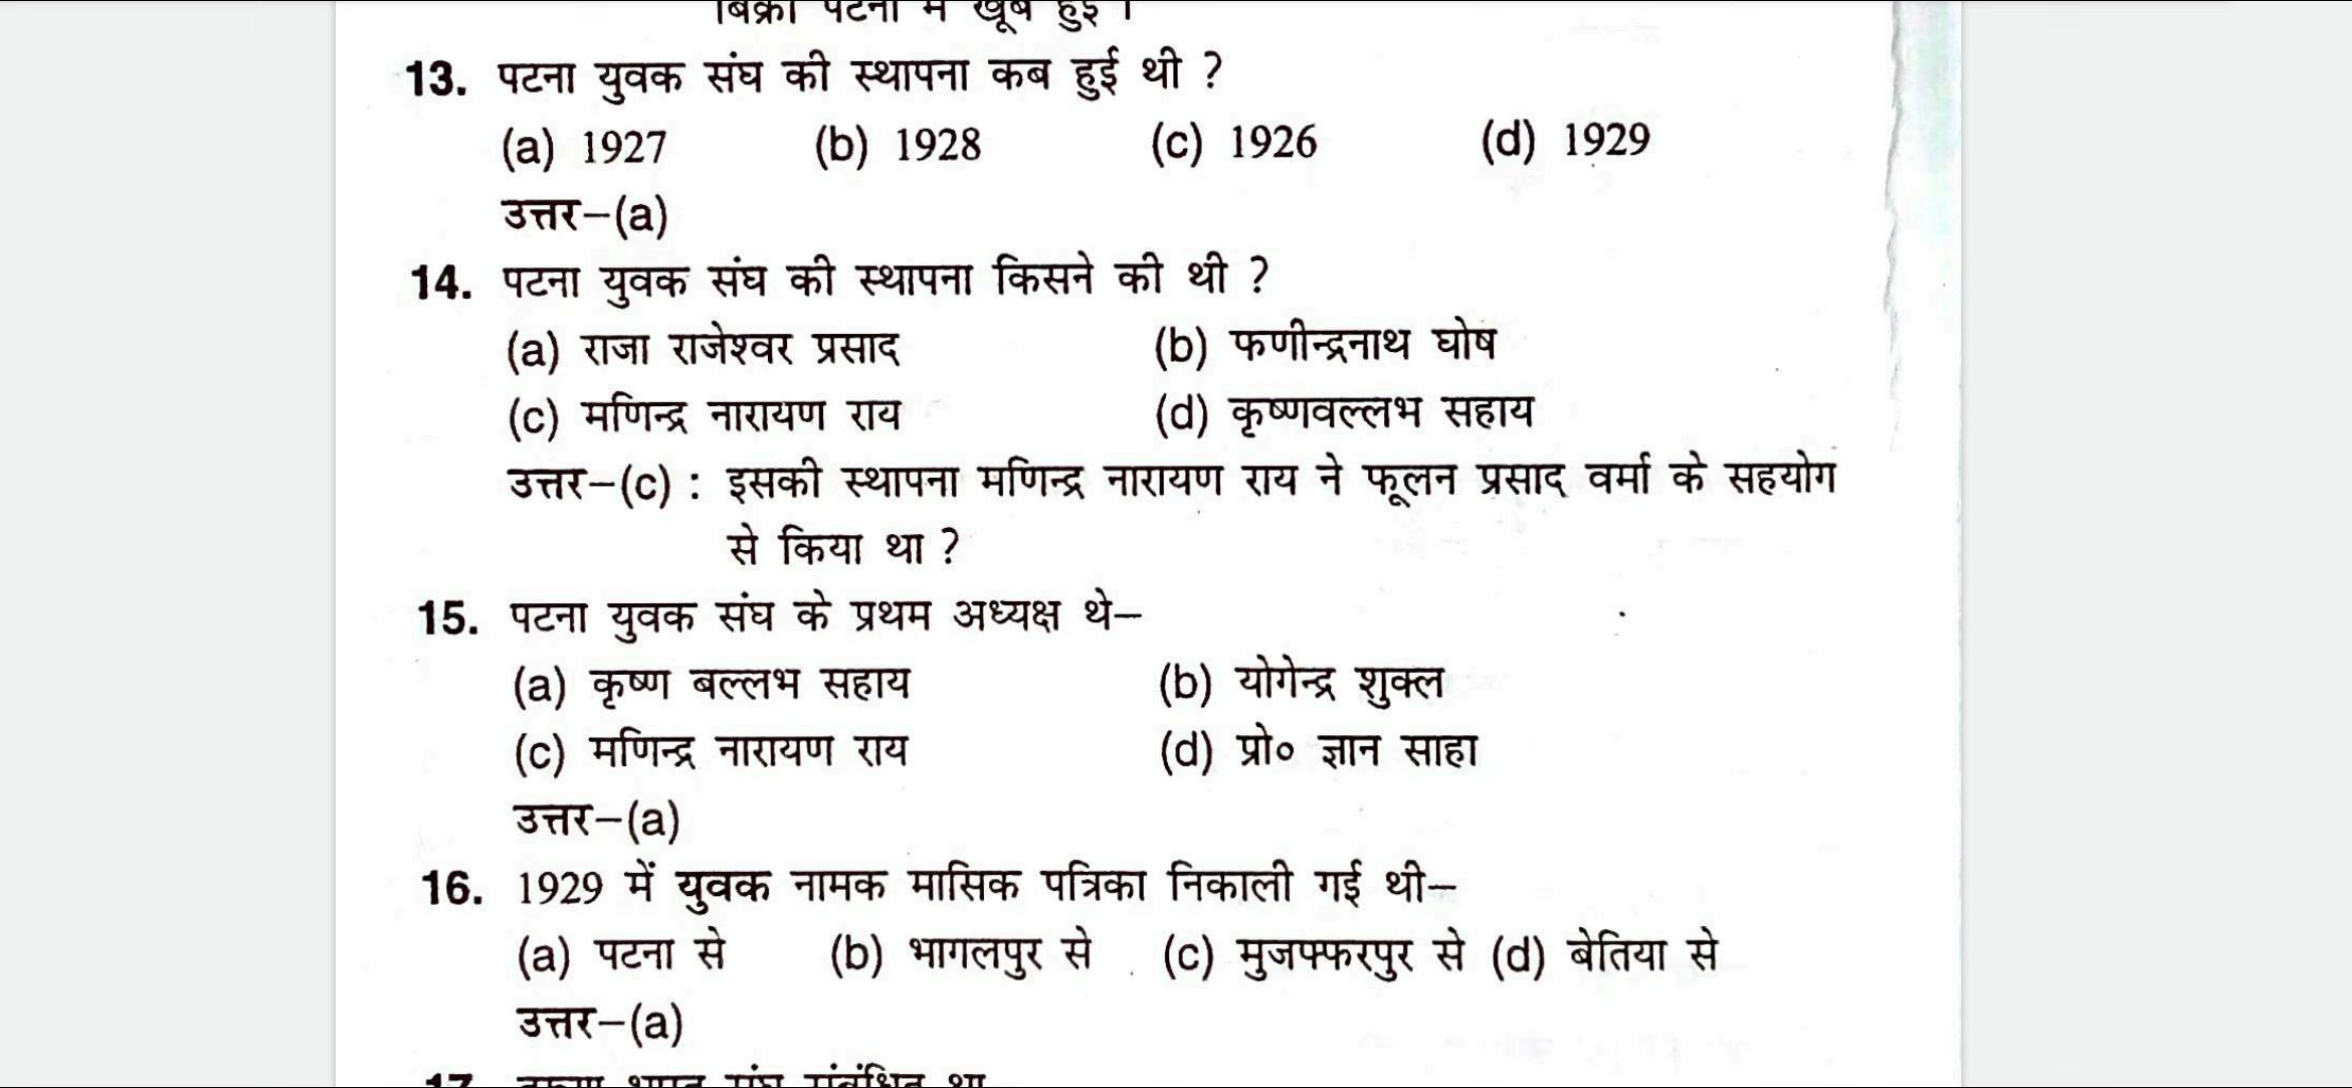 बिक्री पटना में खूब हुई ।
13. पटना युवक संघ की स्थापना कब हुई थी ?
(a) 1927 (b) 1928 (c) 1926 (d) 1929
उत्तर–(a)
14. पटना युवक संघ की स्थापना किसने की थी ?
(a) राजा राजेश्वर प्रसाद (b) फणीन्द्रनाथ घोष
(c) मणिन्द्र नारायण राय (d) कृष्णवल्लभ सहाय
उत्तर–(c) : इसकी स्थापना मणिन्द्र नारायण राय ने फूलन प्रसाद वर्मा के सहयोग
से किया था ?
15. पटना युवक संघ के प्रथम अध्यक्ष थे–
(a) कृष्ण बल्लभ सहाय (b) योगेन्द्र शुक्ल
(c) मणिन्द्र नारायण राय (d) प्रो० ज्ञान साहा
उत्तर–(a)
16. 1929 में युवक नामक मासिक पत्रिका निकाली गई थी–
(a) पटना से (b) भागलपुर से (c) मुजफ्फरपुर से (d) बेतिया से
उत्तर–(a)
17.